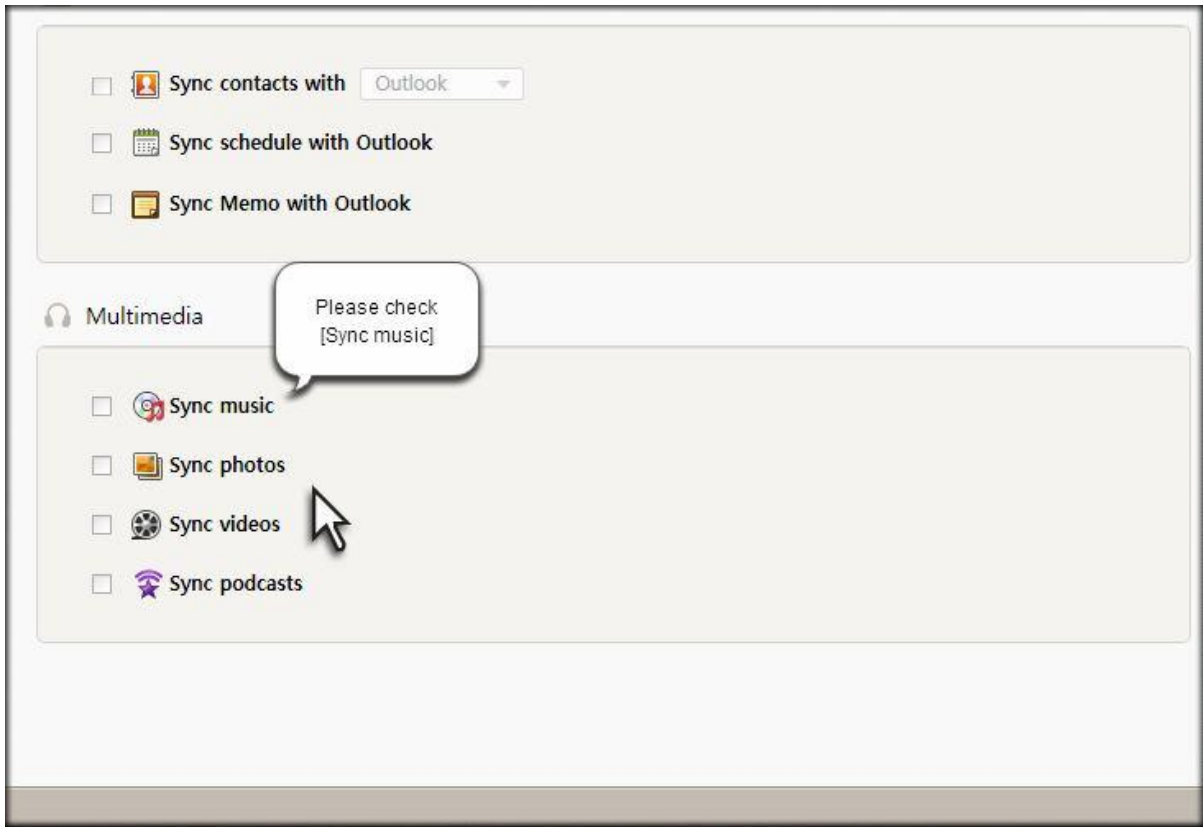 Sync contacts with Outlook
Sync schedule with Outlook
Sync Memo with Outlook
Multimedia
Please check
[Sync music]
Sync music
Sync photos
Sync videos
Sync podcasts